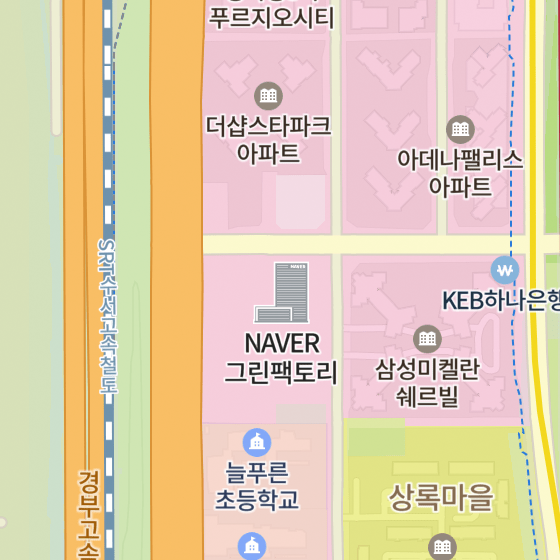 푸르지오시티
더샵스타파크
아파트
아데나팰리스
아파트
SRT수서고속철도
NAVER
NAVER
그린팩토리
KEB하나은행
삼성미켈란
쉐르빌
늘푸른
초등학교
경부고속
상록마을